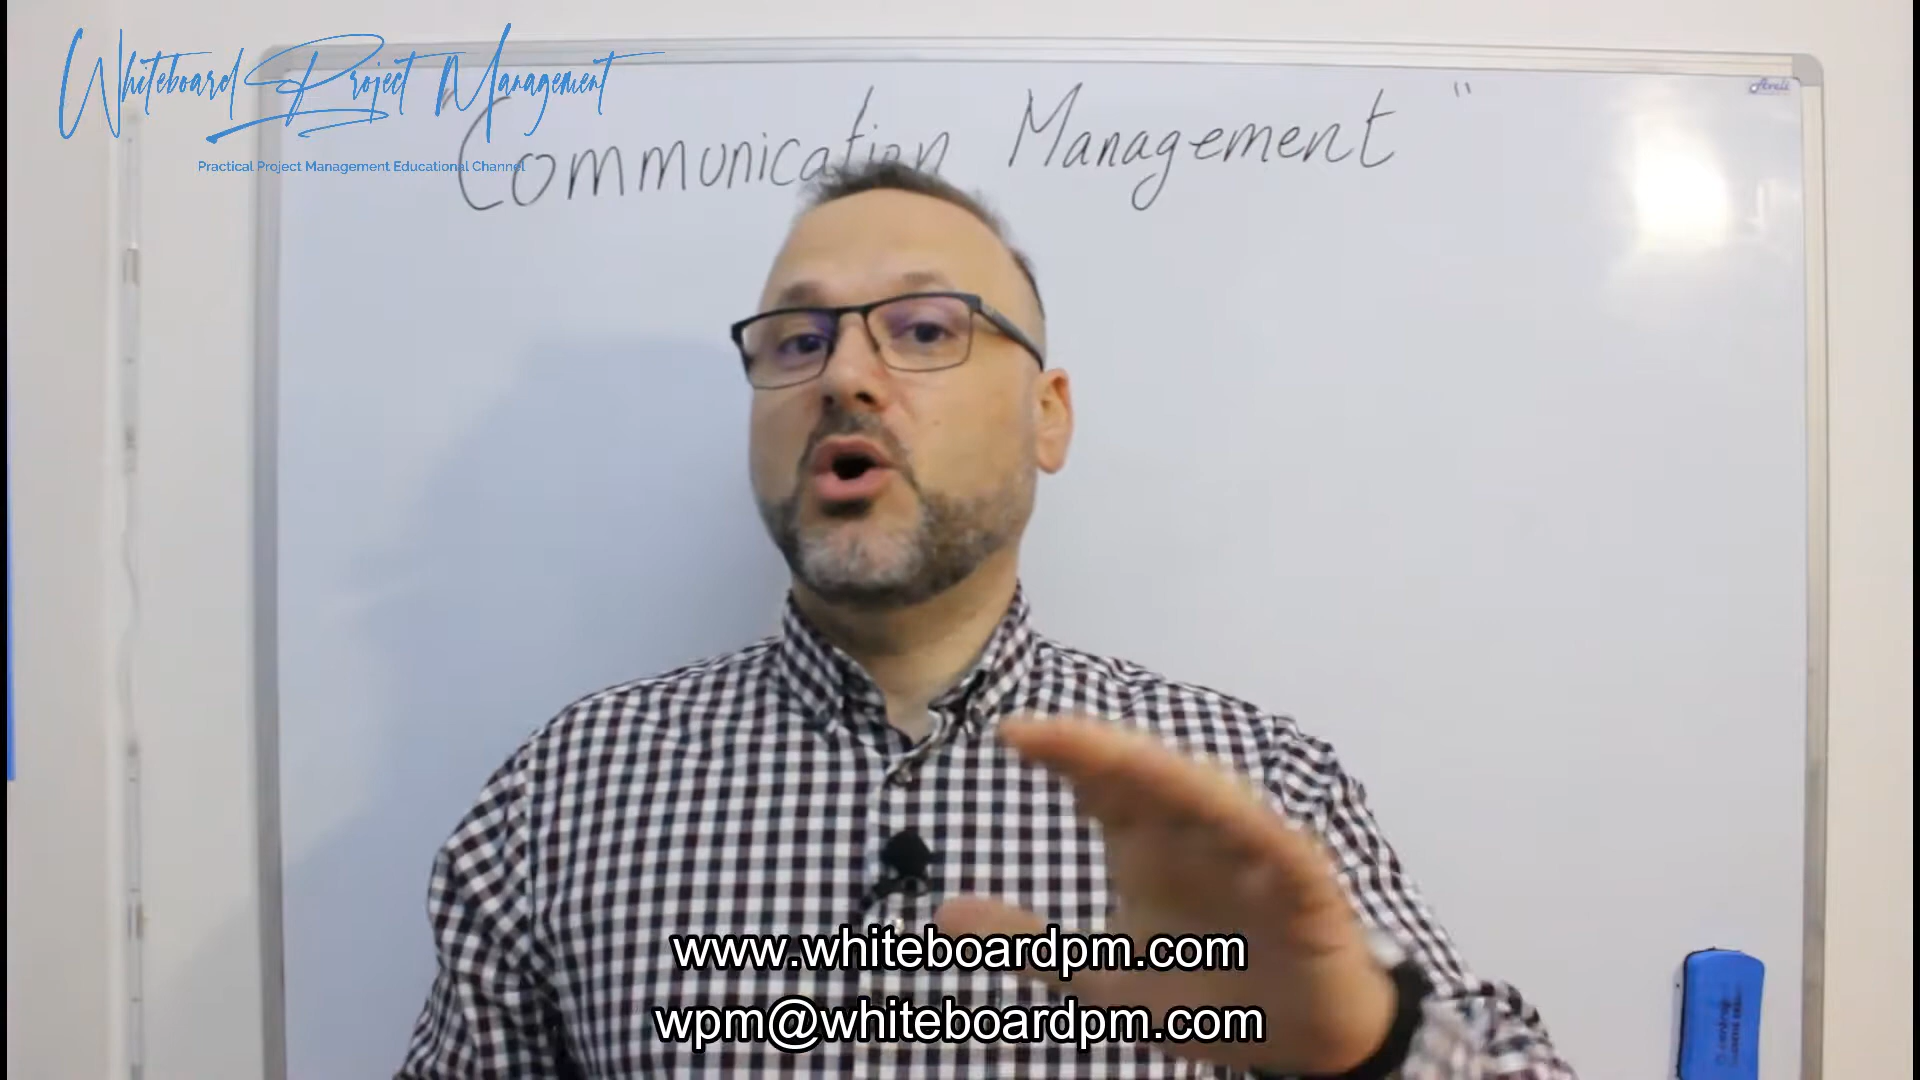 Whiteboard Project Management
Practical Project Management Educational Channel
"Communication Management"
www.whiteboardpm.com
wpm@whiteboardpm.com